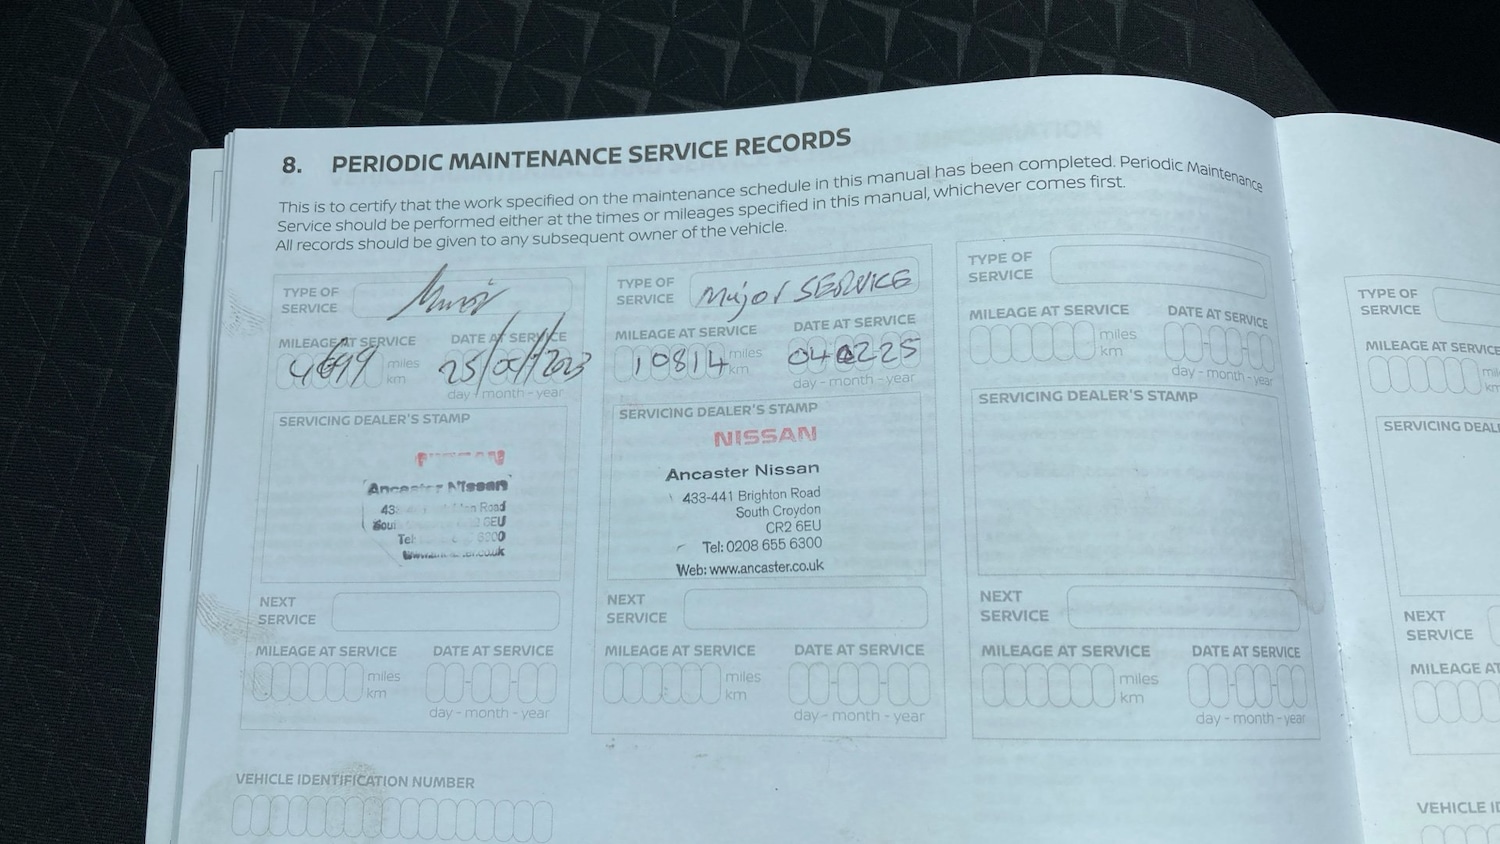 8. PERIODIC MAINTENANCE SERVICE RECORDS
This is to certify that the work specified on the maintenance schedule in this manual has been completed. Periodic Maintenance
Service should be performed either at the times or mileages specified in this manual, whichever comes first.
All records should be given to any subsequent owner of the vehicle.
TYPE OF
SERVICE
MILEAGE AT SERVICE DATE AT SERVICE
miles
km
day - month - year
SERVICING DEALER'S STAMP
Ancaster Nissan
NEXT
SERVICE
MILEAGE AT SERVICE DATE AT SERVICE
miles
km
day - month - year
TYPE OF
SERVICE Major SERVICE
MILEAGE AT SERVICE DATE AT SERVICE
10814 miles
km
day - month - year
SERVICING DEALER'S STAMP
NISSAN
Ancaster Nissan
433-441 Brighton Road
South Croydon
CR2 6EU
Tel: 0208 655 6300
Web: www.ancaster.co.uk
NEXT
SERVICE
MILEAGE AT SERVICE DATE AT SERVICE
miles
km
day - month - year
TYPE OF
SERVICE
MILEAGE AT SERVICE DATE AT SERVICE
miles
km
day - month - year
SERVICING DEALER'S STAMP
NEXT
SERVICE
MILEAGE AT SERVICE DATE AT SERVICE
miles
km
day - month - year
VEHICLE IDENTIFICATION NUMBER
TYPE OF
SERVICE
MILEAGE AT SERVICE
SERVICING
NEXT
SERVICE
MILEAGE AT
VEHICLE